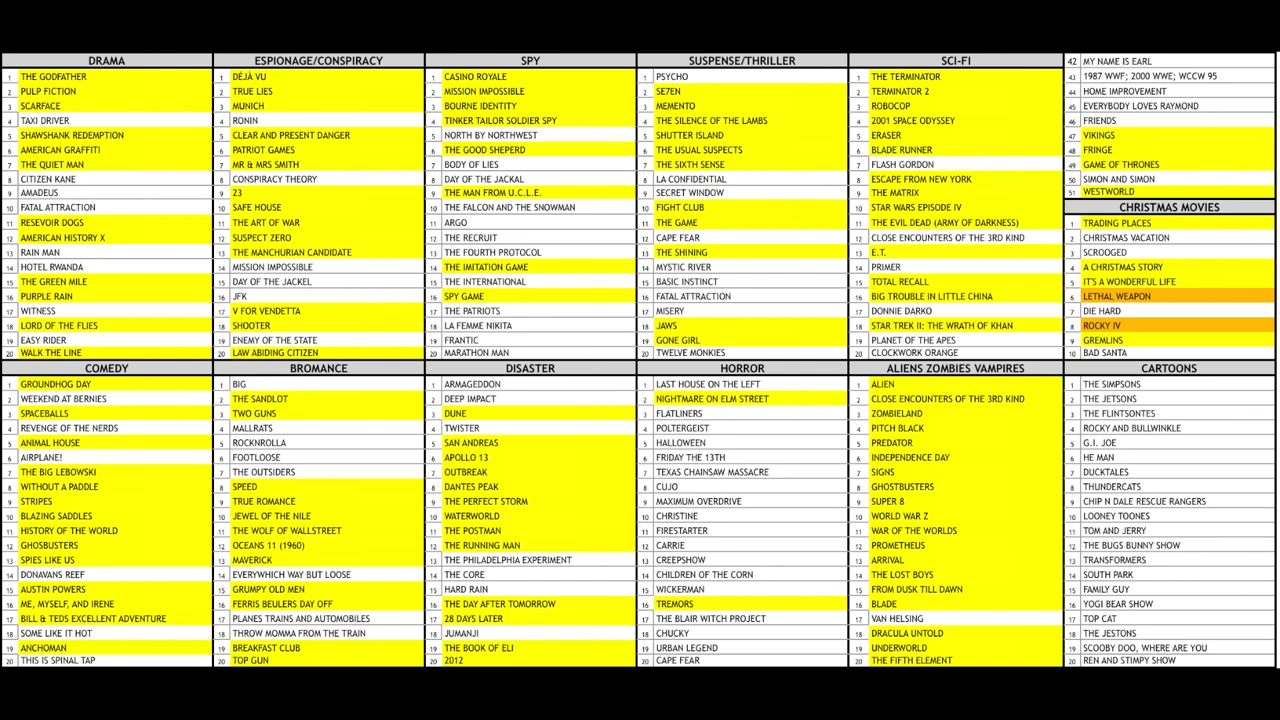 DRAMA
1 THE GODFATHER
2 PULP FICTION
3 SCARFACE
4 TAXI DRIVER
5 SHAWSHANK REDEMPTION
6 AMERICAN GRAFFITI
7 THE QUIET MAN
8 CITIZEN KANE
9 AMADEUS
10 FATAL ATTRACTION
11 RESEVOIR DOGS
12 AMERICAN HISTORY X
13 RAIN MAN
14 HOTEL RWANDA
15 THE GREEN MILE
16 PURPLE RAIN
17 WITNESS
18 LORD OF THE FLIES
19 EASY RIDER
20 WALK THE LINE
ESPIONAGE/CONSPIRACY
1 DÉJÀ VU
2 TRUE LIES
3 MUNICH
4 RONIN
5 CLEAR AND PRESENT DANGER
6 PATRIOT GAMES
7 MR & MRS SMITH
8 CONSPIRACY THEORY
9 23
10 SAFE HOUSE
11 THE ART OF WAR
12 SUSPECT ZERO
13 THE MANCHURIAN CANDIDATE
14 MISSION IMPOSSIBLE
15 DAY OF THE JACKEL
16 JFK
17 V FOR VENDETTA
18 SHOOTER
19 ENEMY OF THE STATE
20 LAW ABIDING CITIZEN
SPY
1 CASINO ROYALE
2 MISSION IMPOSSIBLE
3 BOURNE IDENTITY
4 TINKER TAILOR SOLDIER SPY
5 NORTH BY NORTHWEST
6 THE GOOD SHEPERD
7 BODY OF LIES
8 DAY OF THE JACKAL
9 THE MAN FROM U.C.L.E.
10 THE FALCON AND THE SNOWMAN
11 ARGO
12 THE RECRUIT
13 THE FOURTH PROTOCOL
14 THE IMITATION GAME
15 THE INTERNATIONAL
16 SPY GAME
17 THE PATRIOTS
18 LA FEMME NIKITA
19 FRANTIC
20 MARATHON MAN
SUSPENSE/THRILLER
1 PSYCHO
2 SE7EN
3 MEMENTO
4 THE SILENCE OF THE LAMBS
5 SHUTTER ISLAND
6 THE USUAL SUSPECTS
7 THE SIXTH SENSE
8 LA CONFIDENTIAL
9 SECRET WINDOW
10 FIGHT CLUB
11 THE GAME
12 CAPE FEAR
13 THE SHINING
14 MYSTIC RIVER
15 BASIC INSTINCT
16 FATAL ATTRACTION
17 MISERY
18 JAWS
19 GONE GIRL
20 TWELVE MONKIES
SCI-FI
1 THE TERMINATOR
2 TERMINATOR 2
3 ROBOCOP
4 2001 SPACE ODYSSEY
5 ERASER
6 BLADE RUNNER
7 FLASH GORDON
8 ESCAPE FROM NEW YORK
9 THE MATRIX
10 STAR WARS EPISODE IV
11 THE EVIL DEAD (ARMY OF DARKNESS)
12 CLOSE ENCOUNTERS OF THE 3RD KIND
13 E.T.
14 PRIMER
15 TOTAL RECALL
16 BIG TROUBLE IN LITTLE CHINA
17 DONNIE DARKO
18 STAR TREK II: THE WRATH OF KHAN
19 PLANET OF THE APES
20 CLOCKWORK ORANGE
42 MY NAME IS EARL
43 1987 WWF; 2000 WWE; WCCW 95
44 HOME IMPROVEMENT
45 EVERYBODY LOVES RAYMOND
46 FRIENDS
47 VIKINGS
48 FRINGE
49 GAME OF THRONES
50 SIMON AND SIMON
51 WESTWORLD
CHRISTMAS MOVIES
1 TRADING PLACES
2 CHRISTMAS VACATION
3 SCROOGED
4 A CHRISTMAS STORY
5 IT'S A WONDERFUL LIFE
6 LETHAL WEAPON
7 DIE HARD
8 ROCKY IV
9 GREMLINS
10 BAD SANTA
COMEDY
1 GROUNDHOG DAY
2 WEEKEND AT BERNIES
3 SPACEBALLS
4 REVENGE OF THE NERDS
5 ANIMAL HOUSE
6 AIRPLANE!
7 THE BIG LEBOWSKI
8 WITHOUT A PADDLE
9 STRIPES
10 BLAZING SADDLES
11 HISTORY OF THE WORLD
12 GHOSBUSTERS
13 SPIES LIKE US
14 DONAVANS REEF
15 AUSTIN POWERS
16 ME, MYSELF, AND IRENE
17 BILL & TEDS EXCELLENT ADVENTURE
18 SOME LIKE IT HOT
19 ANCHOMAN
20 THIS IS SPINAL TAP
BROMANCE
1 BIG
2 THE SANDLOT
3 TWO GUNS
4 MALLRATS
5 ROCKNROLLA
6 FOOTLOOSE
7 THE OUTSIDERS
8 SPEED
9 TRUE ROMANCE
10 JEWEL OF THE NILE
11 THE WOLF OF WALLSTREET
12 OCEANS 11 (1960)
13 MAVERICK
14 EVERYWHICH WAY BUT LOOSE
15 GRUMPY OLD MEN
16 FERRIS BEULERS DAY OFF
17 PLANES TRAINS AND AUTOMOBILES
18 THROW MOMMA FROM THE TRAIN
19 BREAKFAST CLUB
20 TOP GUN
DISASTER
1 ARMAGEDDON
2 DEEP IMPACT
3 DUNE
4 TWISTER
5 SAN ANDREAS
6 APOLLO 13
7 OUTBREAK
8 DANTES PEAK
9 THE PERFECT STORM
10 WATERWORLD
11 THE POSTMAN
12 THE RUNNING MAN
13 THE PHILADELPHIA EXPERIMENT
14 THE CORE
15 HARD RAIN
16 THE DAY AFTER TOMORROW
17 28 DAYS LATER
18 JUMANJI
19 THE BOOK OF ELI
20 2012
HORROR
1 LAST HOUSE ON THE LEFT
2 NIGHTMARE ON ELM STREET
3 FLATLINERS
4 POLTERGEIST
5 HALLOWEEN
6 FRIDAY THE 13TH
7 TEXAS CHAINSAW MASSACRE
8 CUJO
9 MAXIMUM OVERDRIVE
10 CHRISTINE
11 FIRESTARTER
12 CARRIE
13 CREEPSHOW
14 CHILDREN OF THE CORN
15 WICKERMAN
16 TREMORS
17 THE BLAIR WITCH PROJECT
18 CHUCKY
19 URBAN LEGEND
20 CAPE FEAR
ALIENS ZOMBIES VAMPIRES
1 ALIEN
2 CLOSE ENCOUNTERS OF THE 3RD KIND
3 ZOMBIELAND
4 PITCH BLACK
5 PREDATOR
6 INDEPENDENCE DAY
7 SIGNS
8 GHOSTBUSTERS
9 SUPER 8
10 WORLD WAR Z
11 WAR OF THE WORLDS
12 PROMETHEUS
13 ARRIVAL
14 THE LOST BOYS
15 FROM DUSK TILL DAWN
16 BLADE
17 VAN HELSING
18 DRACULA UNTOLD
19 UNDERWORLD
20 THE FIFTH ELEMENT
CARTOONS
1 THE SIMPSONS
2 THE JETSONS
3 THE FLINTSONTES
4 ROCKY AND BULLWINKLE
5 G.I. JOE
6 HE MAN
7 DUCKTALES
8 THUNDERCATS
9 CHIP N DALE RESCUE RANGERS
10 LOONEY TOONES
11 TOM AND JERRY
12 THE BUGS BUNNY SHOW
13 TRANSFORMERS
14 SOUTH PARK
15 FAMILY GUY
16 YOGI BEAR SHOW
17 TOP CAT
18 THE JESTONS
19 SCOOBY DOO, WHERE ARE YOU
20 REN AND STIMPY SHOW